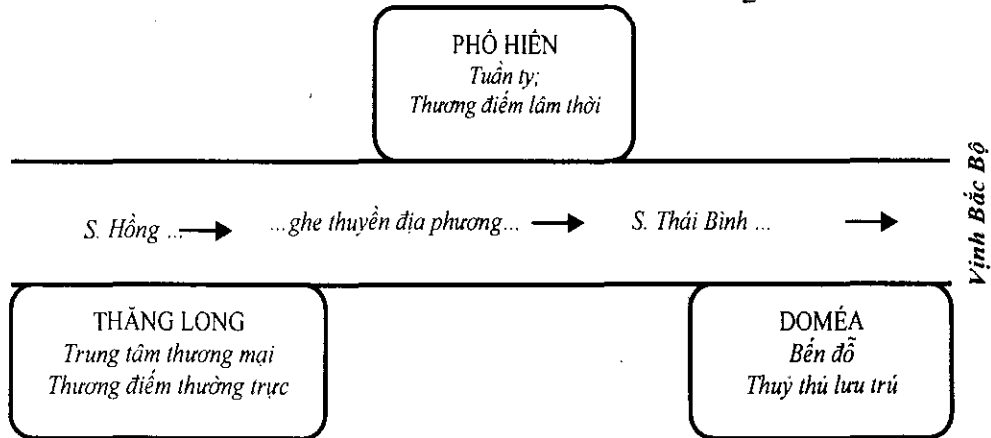 PHỐ HIẾN
Tuần ty;
Thương điếm lâm thời
S. Hồng ... ...ghe thuyền địa phương... S. Thái Bình ...
Vịnh Bắc Bộ
THĂNG LONG
Trung tâm thương mại
Thương điếm thường trực
DOMÉA
Bến đỗ
Thuỷ thủ lưu trú